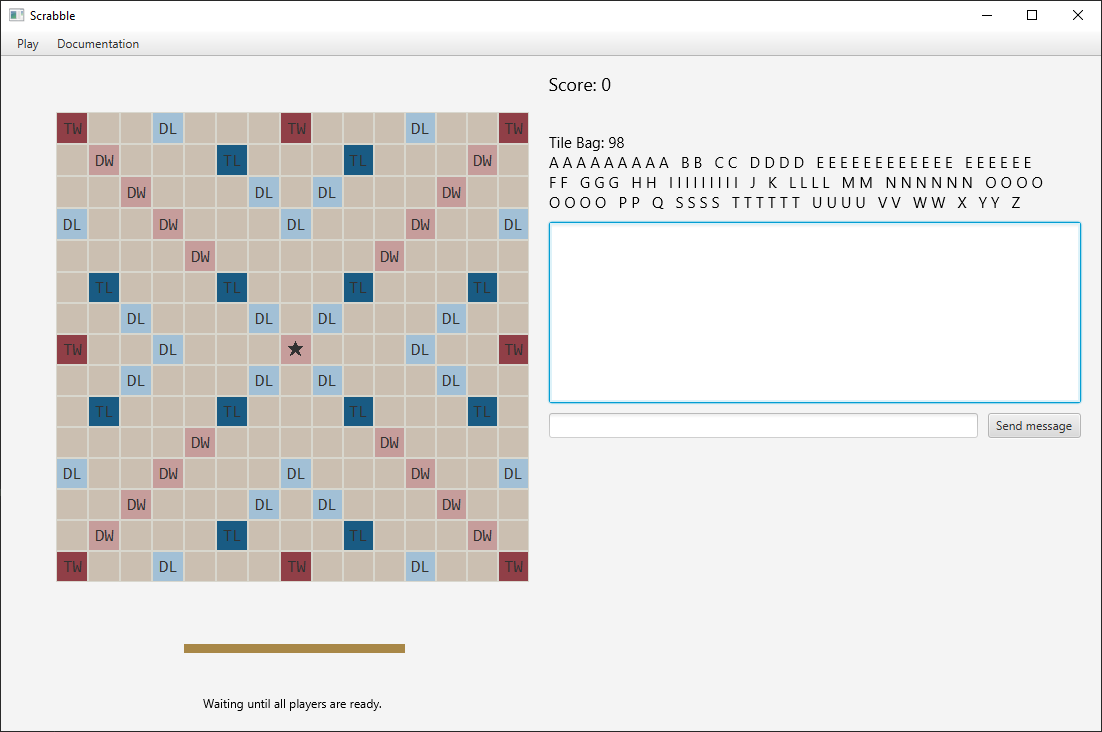 Scrabble
Play Documentation
Score: 0
Tile Bag: 98
A A A A A A A A A B B C C D D D D E E E E E E E E E E E E E E E E E E
F F G G G H H I I I I I I I I I J K L L L L M M N N N N N N O O O O
O O O O P P Q S S S S T T T T T T U U U U V V W W X Y Y Z
TW DL TW DL TW
DW TL TL DW
DW DL DL DW
DL DW DL DW DL
DW DW
TL TL TL TL
DL DL DL DL
TW DL ★ DL TW
DL DL DL DL
TL TL TL TL
DW DW
DL DW DL DW DL
DW DL DL DW
DW TL TL DW
TW DL TW DL TW
Send message
Waiting until all players are ready.